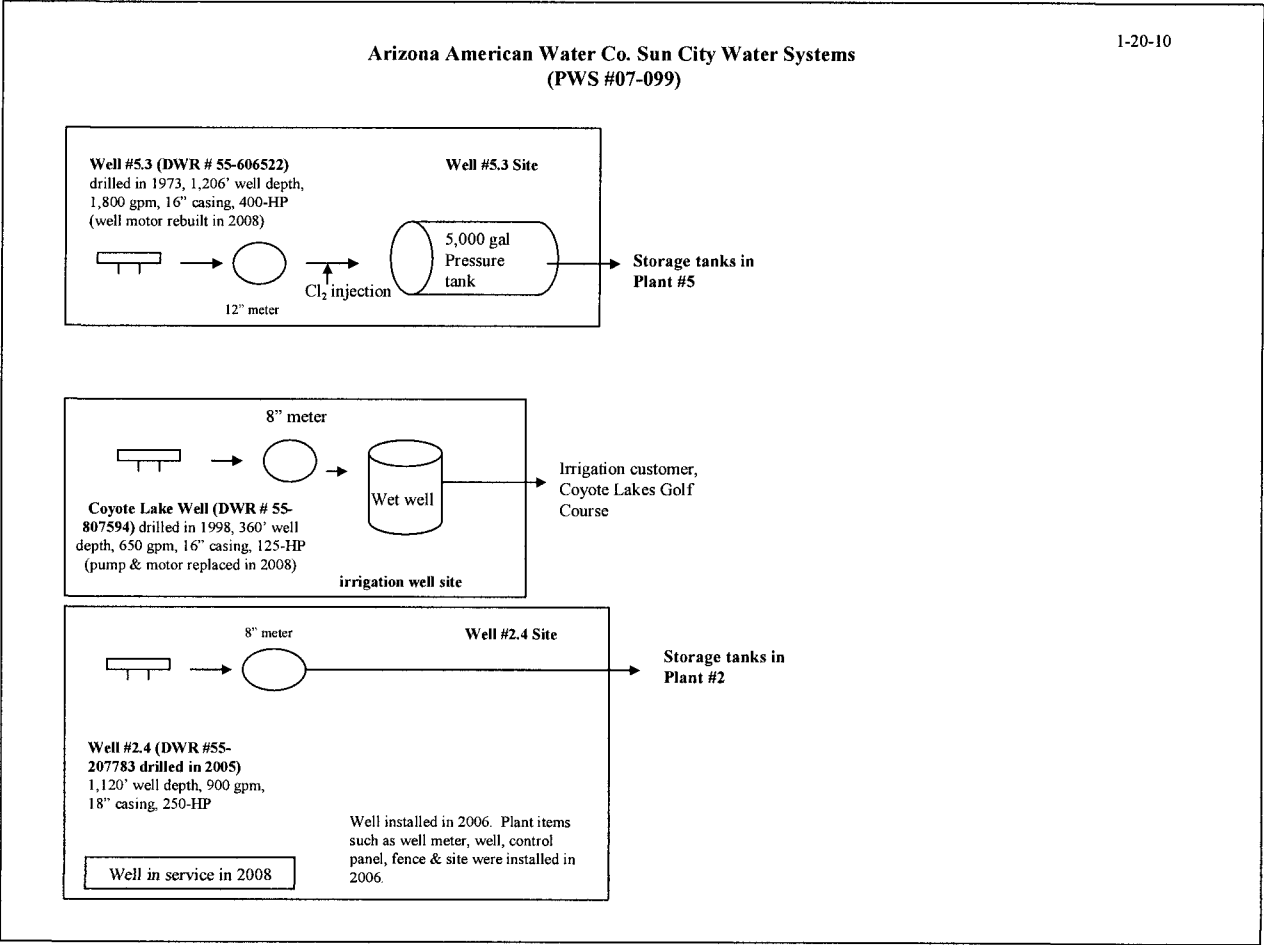 1-20-10
Arizona American Water Co. Sun City Water Systems
(PWS #07-099)
Well #5.3 (DWR # 55-606522)
drilled in 1973, 1,206' well depth,
1,800 gpm, 16" casing, 400-HP
(well motor rebuilt in 2008)
Well #5.3 Site
5,000 gal
Pressure
tank
Cl₂ injection
12" meter
Storage tanks in
Plant #5
8" meter
Wet well
Coyote Lake Well (DWR # 55-
807594) drilled in 1998, 360' well
depth, 650 gpm, 16" casing, 125-HP
(pump & motor replaced in 2008)
irrigation well site
Irrigation customer,
Coyote Lakes Golf
Course
8" meter
Well #2.4 Site
Storage tanks in
Plant #2
Well #2.4 (DWR #55-
207783 drilled in 2005)
1,120' well depth, 900 gpm,
18" casing, 250-HP
Well installed in 2006. Plant items
such as well meter, well, control
panel, fence & site were installed in
2006.
Well in service in 2008